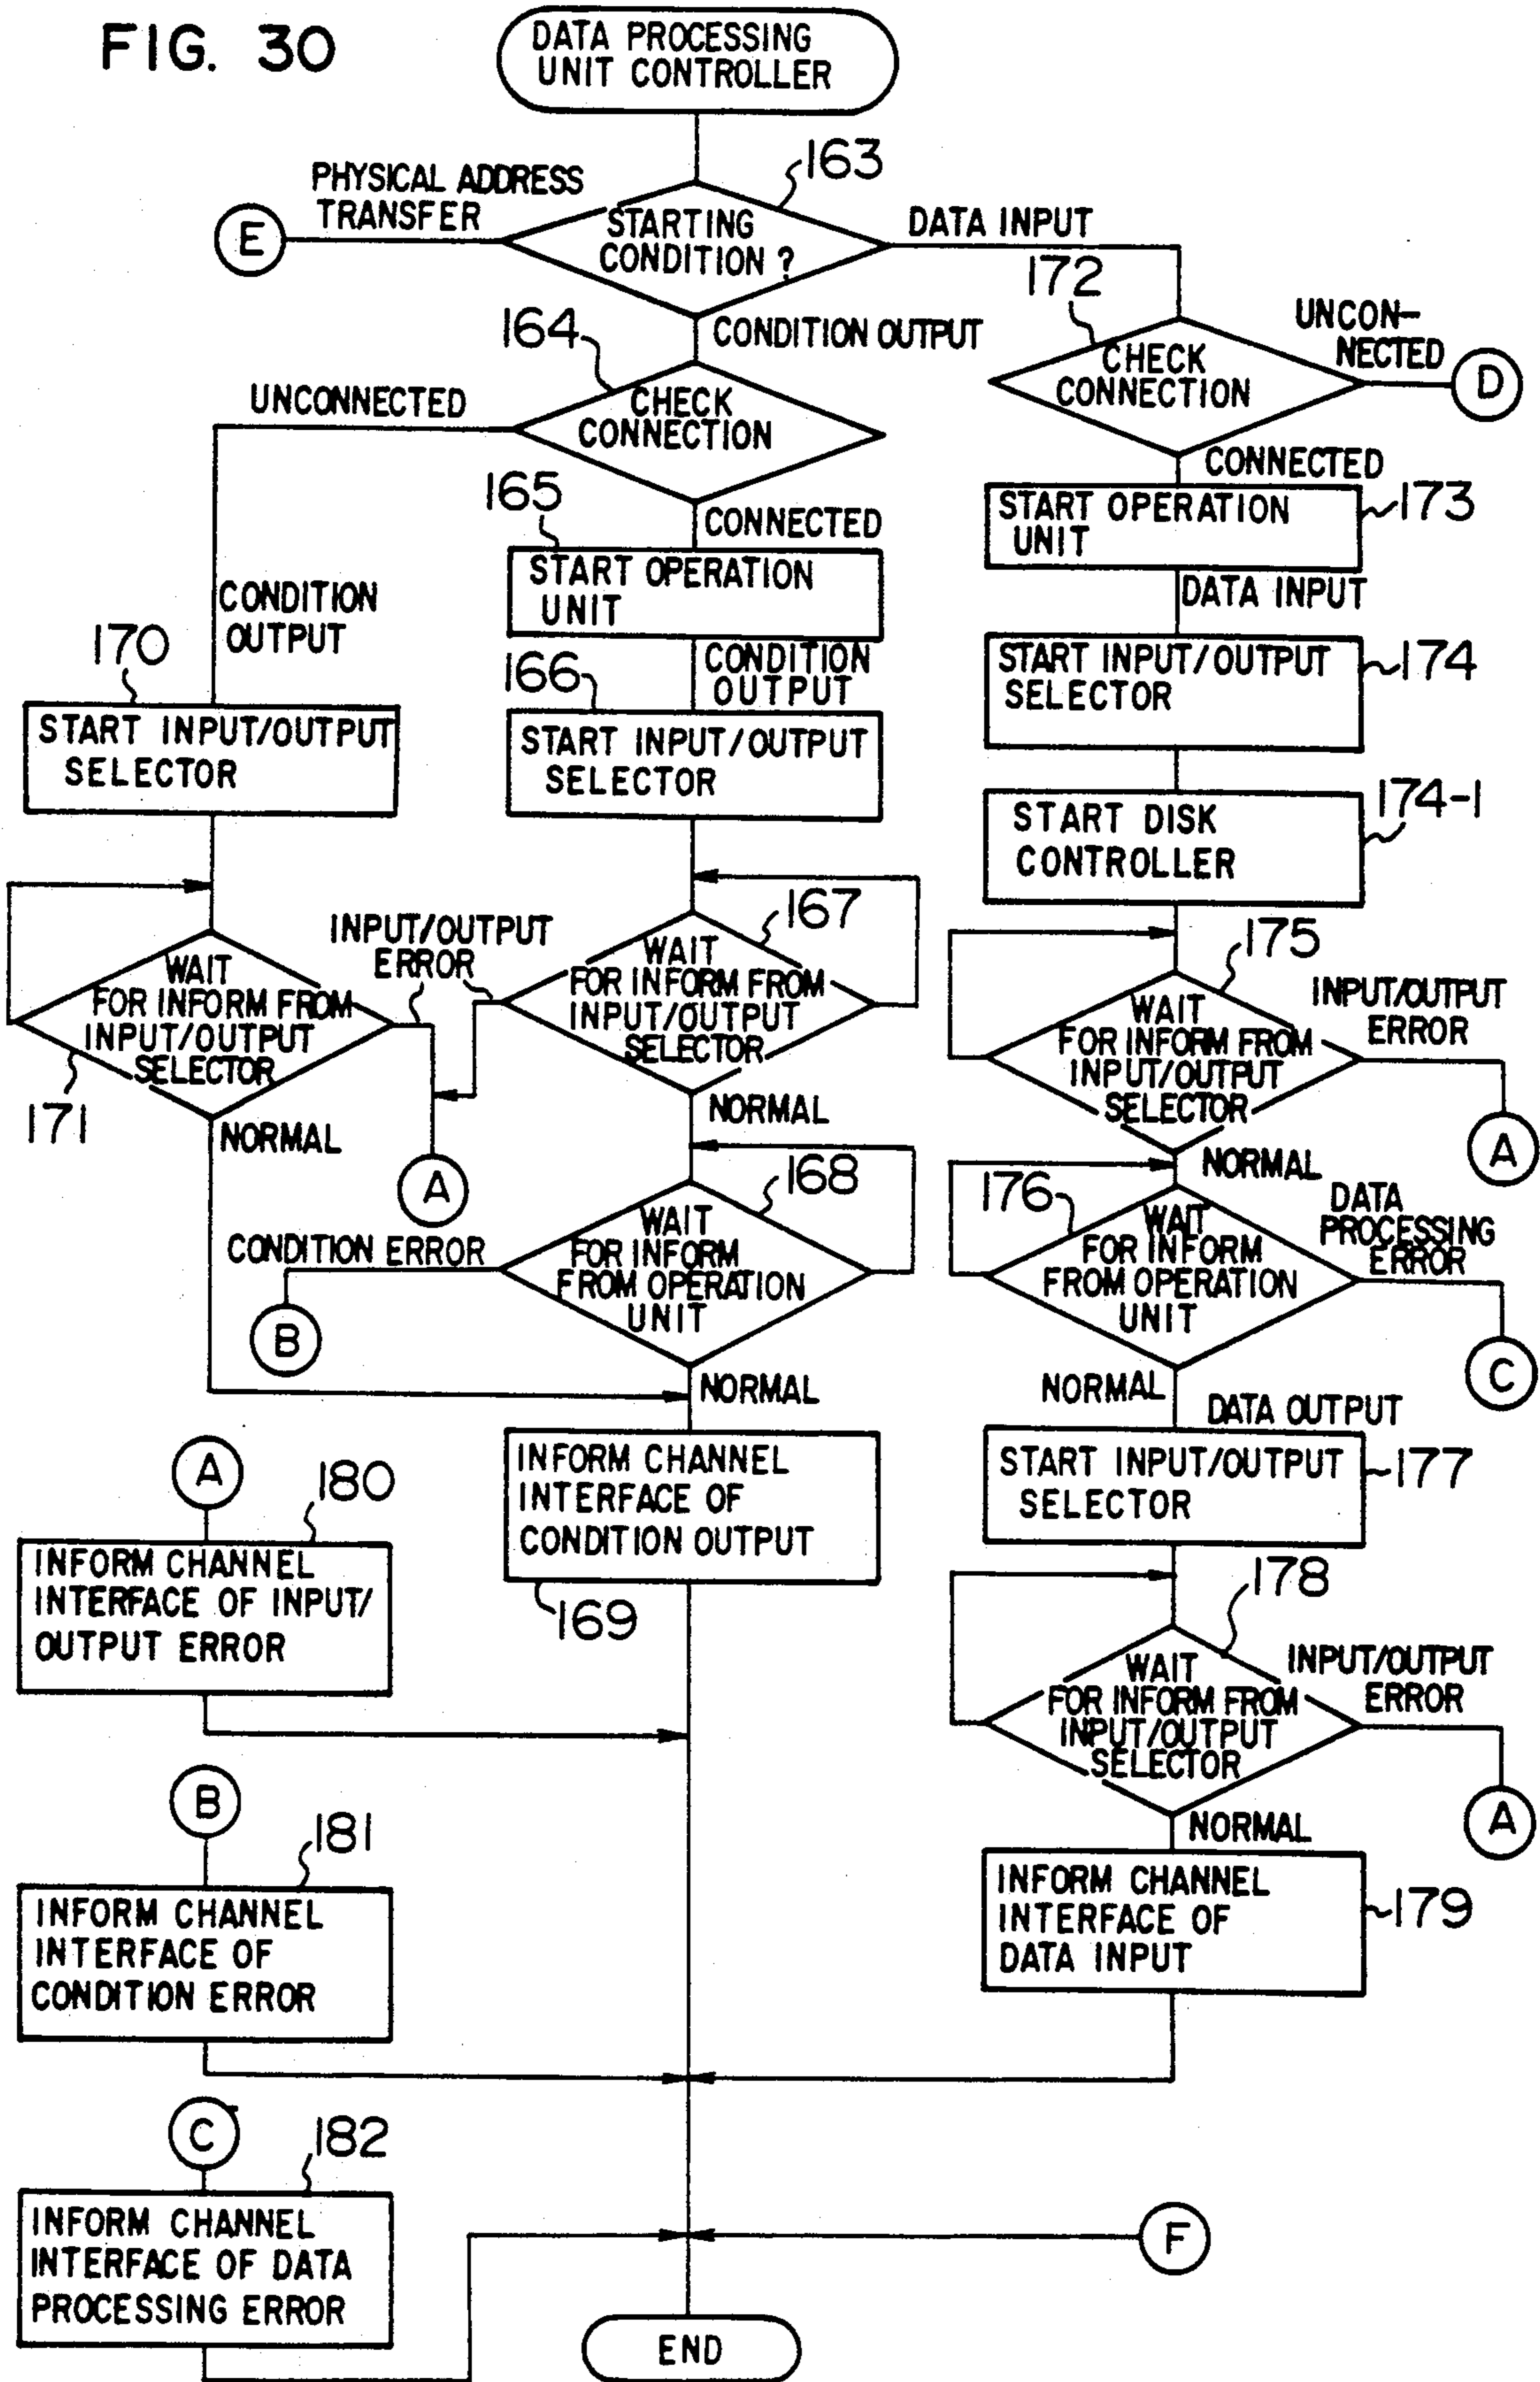 FIG. 30
DATA PROCESSING
UNIT CONTROLLER
163
PHYSICAL ADDRESS
TRANSFER
E
STARTING
CONDITION ?
DATA INPUT
172
164
CONDITION OUTPUT
UNCON-
NECTED
D
CHECK
CONNECTION
UNCONNECTED
CHECK
CONNECTION
CONNECTED
165
CONNECTED
START OPERATION
UNIT
173
START OPERATION
UNIT
DATA INPUT
CONDITION
OUTPUT
170
166
CONDITION
OUTPUT
START INPUT/OUTPUT
SELECTOR
174
START INPUT/OUTPUT
SELECTOR
START INPUT/OUTPUT
SELECTOR
174-1
START DISK
CONTROLLER
167
INPUT/OUTPUT
ERROR
WAIT
FOR INFORM FROM
INPUT/OUTPUT
SELECTOR
171
WAIT
FOR INFORM FROM
INPUT/OUTPUT
SELECTOR
175
WAIT
FOR INFORM FROM
INPUT/OUTPUT
SELECTOR
INPUT/OUTPUT
ERROR
A
NORMAL
NORMAL
A
NORMAL
168
176
CONDITION ERROR
B
WAIT
FOR INFORM
FROM OPERATION
UNIT
WAIT
FOR INFORM
FROM OPERATION
UNIT
DATA
PROCESSING
ERROR
C
NORMAL
NORMAL
DATA OUTPUT
A
180
INFORM CHANNEL
INTERFACE OF
CONDITION OUTPUT
169
START INPUT/OUTPUT
SELECTOR
177
INFORM CHANNEL
INTERFACE OF INPUT/
OUTPUT ERROR
178
WAIT
FOR INFORM FROM
INPUT/OUTPUT
SELECTOR
INPUT/OUTPUT
ERROR
A
B
181
NORMAL
INFORM CHANNEL
INTERFACE OF
CONDITION ERROR
INFORM CHANNEL
INTERFACE OF
DATA INPUT
179
C
182
INFORM CHANNEL
INTERFACE OF DATA
PROCESSING ERROR
F
END